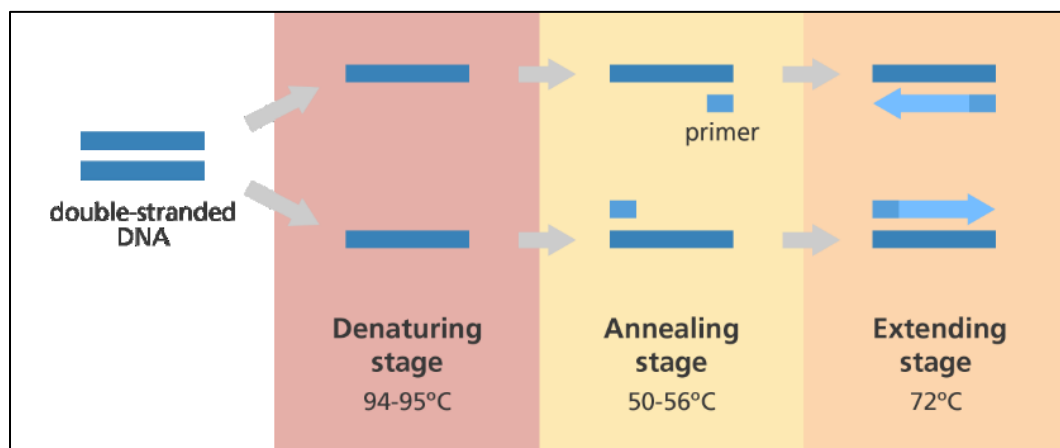 double-stranded
DNA
primer
Denaturing
stage
94-95ºC
Annealing
stage
50-56ºC
Extending
stage
72ºC